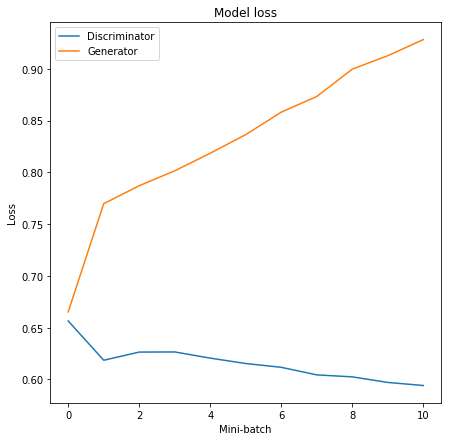 Model loss
Discriminator
Generator
0.90
0.85
0.80
0.75
0.70
0.65
0.60
Loss
0 2 4 6 8 10
Mini-batch